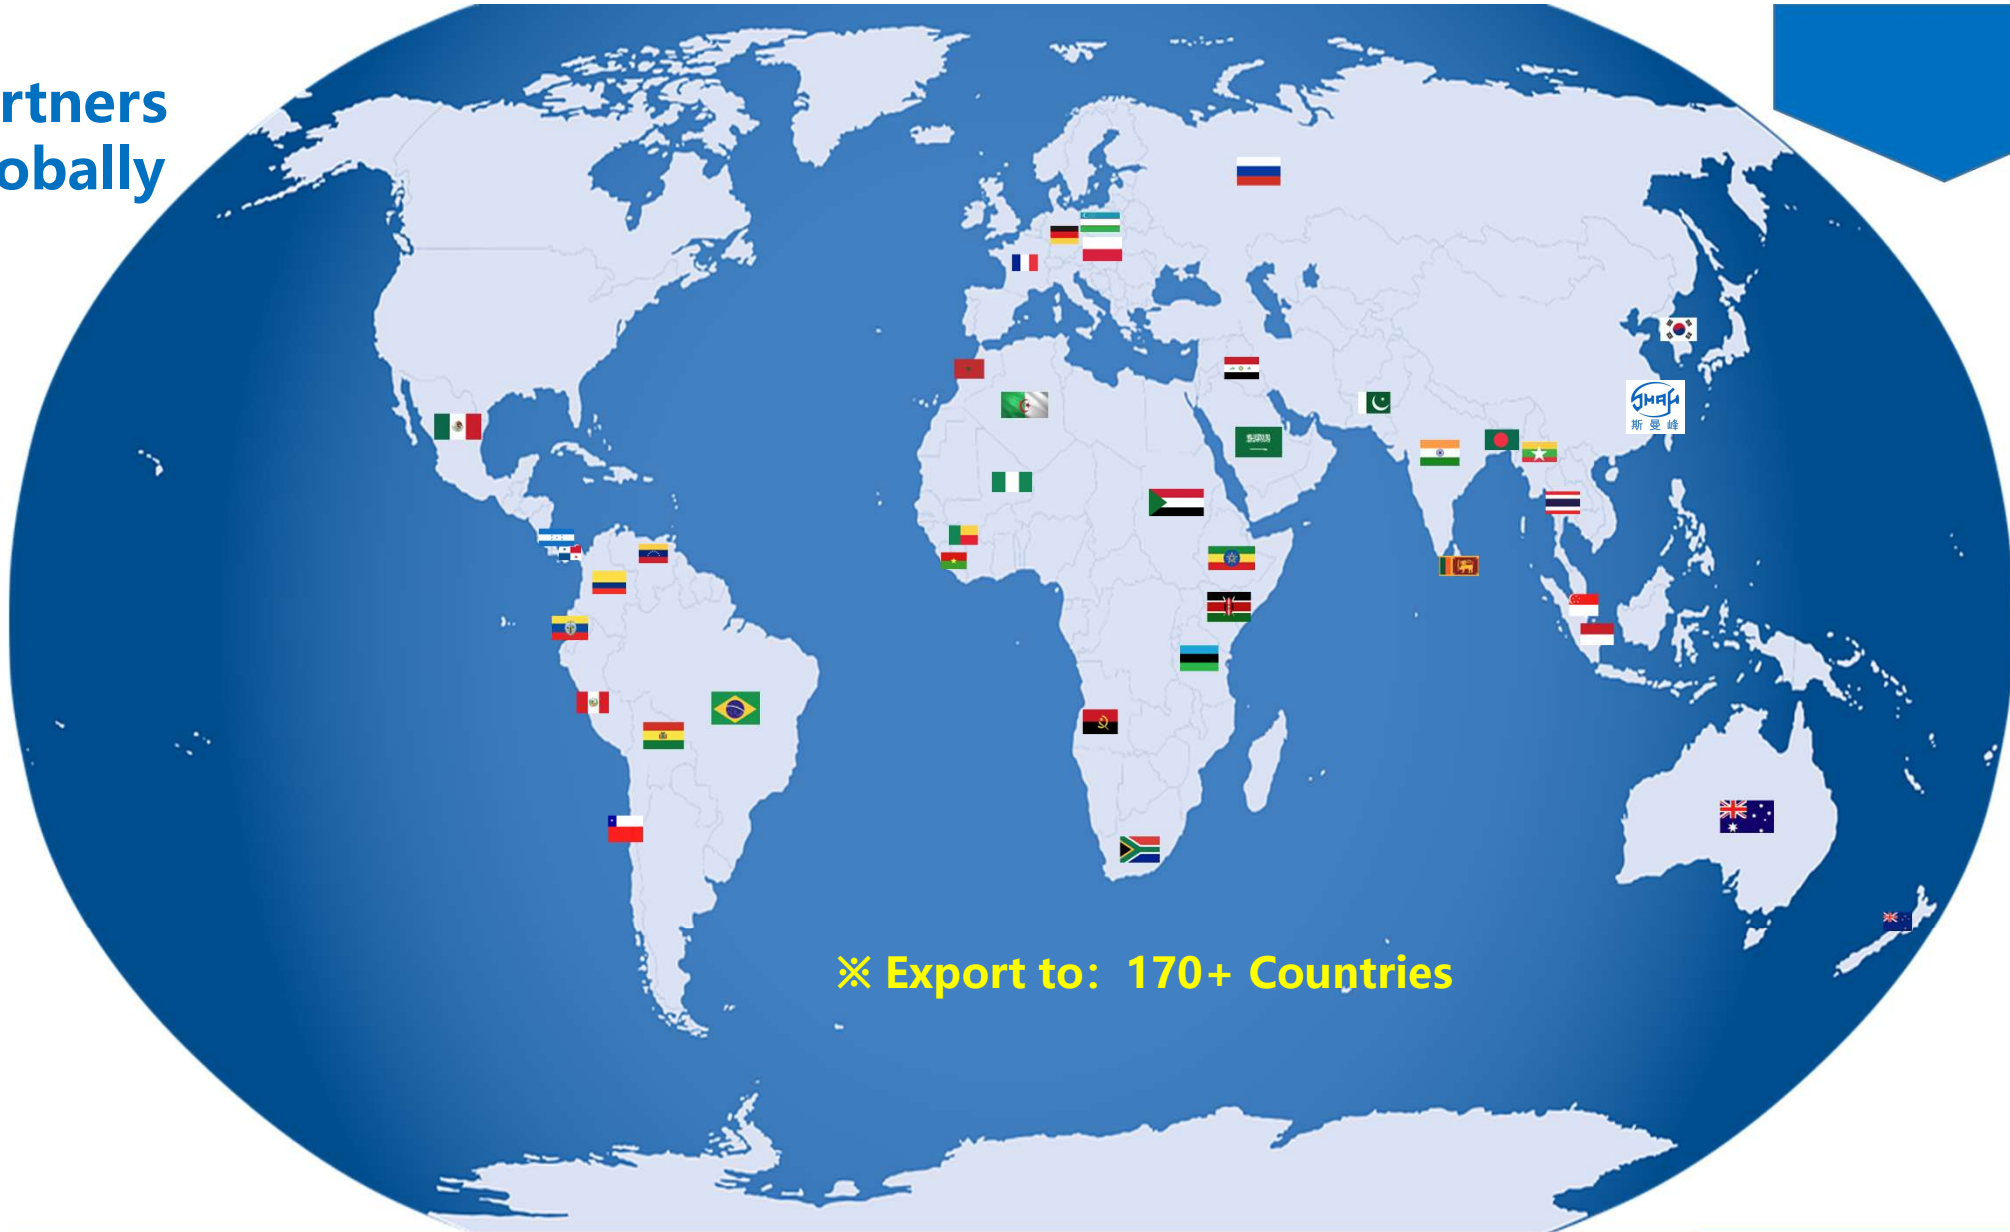 rtners
obally
SMAF
斯曼峰
※ Export to: 170+ Countries